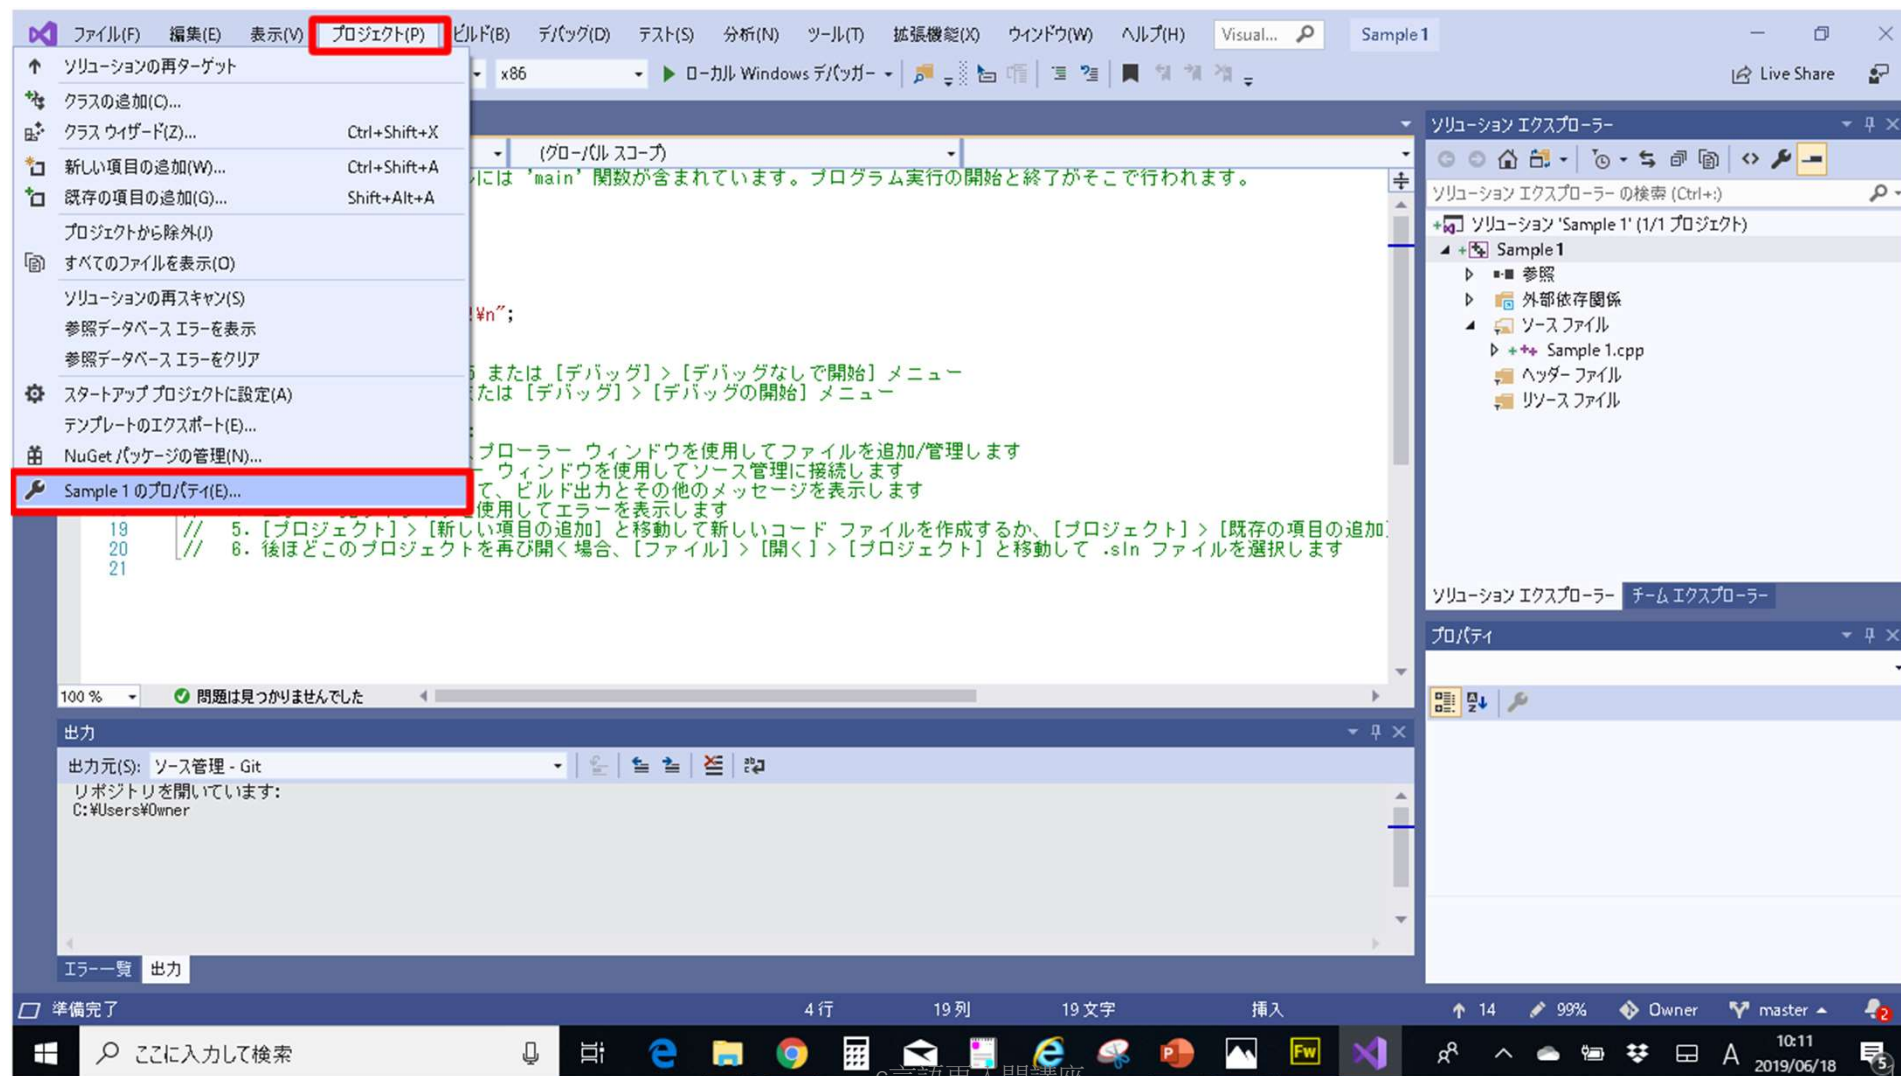 ファイル(F) 編集(E) 表示(V) プロジェクト(P) ビルド(B) デバッグ(D) テスト(S) 分析(N) ツール(T) 拡張機能(X) ウィンドウ(W) ヘルプ(H) Visual... Sample1
ソリューションの再ターゲット
x86 ローカル Windows デバッガー Live Share
クラスの追加(C)...
クラス ウィザード(Z)... Ctrl+Shift+X
新しい項目の追加(W)... Ctrl+Shift+A
既存の項目の追加(G)... Shift+Alt+A
プロジェクトから除外(J)
すべてのファイルを表示(O)
ソリューションの再スキャン(S)
参照データベース エラーを表示
参照データベース エラーをクリア
スタートアップ プロジェクトに設定(A)
テンプレートのエクスポート(E)...
NuGet パッケージの管理(N)...
Sample 1 のプロパティ(E)...
(グローバル スコープ)
には 'main' 関数が含まれています。プログラム実行の開始と終了がそこで行われます。
!¥n";
または [デバッグ] > [デバッグなしで開始] メニュー
たは [デバッグ] > [デバッグの開始] メニュー
プローラー ウィンドウを使用してファイルを追加/管理します
ー ウィンドウを使用してソース管理に接続します
て、ビルド出力とその他のメッセージを表示します
を使用してエラーを表示します
19 // 5. [プロジェクト] > [新しい項目の追加] と移動して新しいコード ファイルを作成するか、[プロジェクト] > [既存の項目の追加]
20 // 6. 後ほどこのプロジェクトを再び開く場合、[ファイル] > [開く] > [プロジェクト] と移動して .sln ファイルを選択します
21
100 % 問題は見つかりませんでした
出力
出力元(S): ソース管理 - Git
リポジトリを開いています:
C:¥Users¥Owner
エラー一覧 出力
ソリューション エクスプローラー
ソリューション エクスプローラー の検索 (Ctrl+:)
ソリューション 'Sample 1' (1/1 プロジェクト)
Sample1
参照
外部依存関係
ソース ファイル
Sample 1.cpp
ヘッダー ファイル
リソース ファイル
ソリューション エクスプローラー チーム エクスプローラー
プロパティ
準備完了 4 行 19 列 19 文字 挿入 14 99% Owner master 2
ここに入力して検索 Fw A 10:11
2019/06/18 5